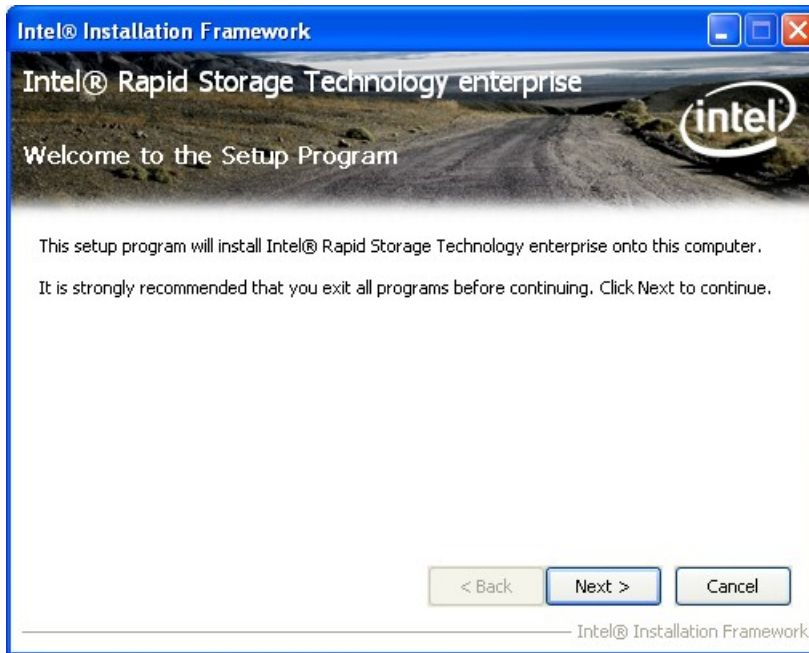 Intel® Installation Framework
Intel® Rapid Storage Technology enterprise
intel
Welcome to the Setup Program
This setup program will install Intel® Rapid Storage Technology enterprise onto this computer.
It is strongly recommended that you exit all programs before continuing. Click Next to continue.
< Back Next > Cancel
Intel® Installation Framework